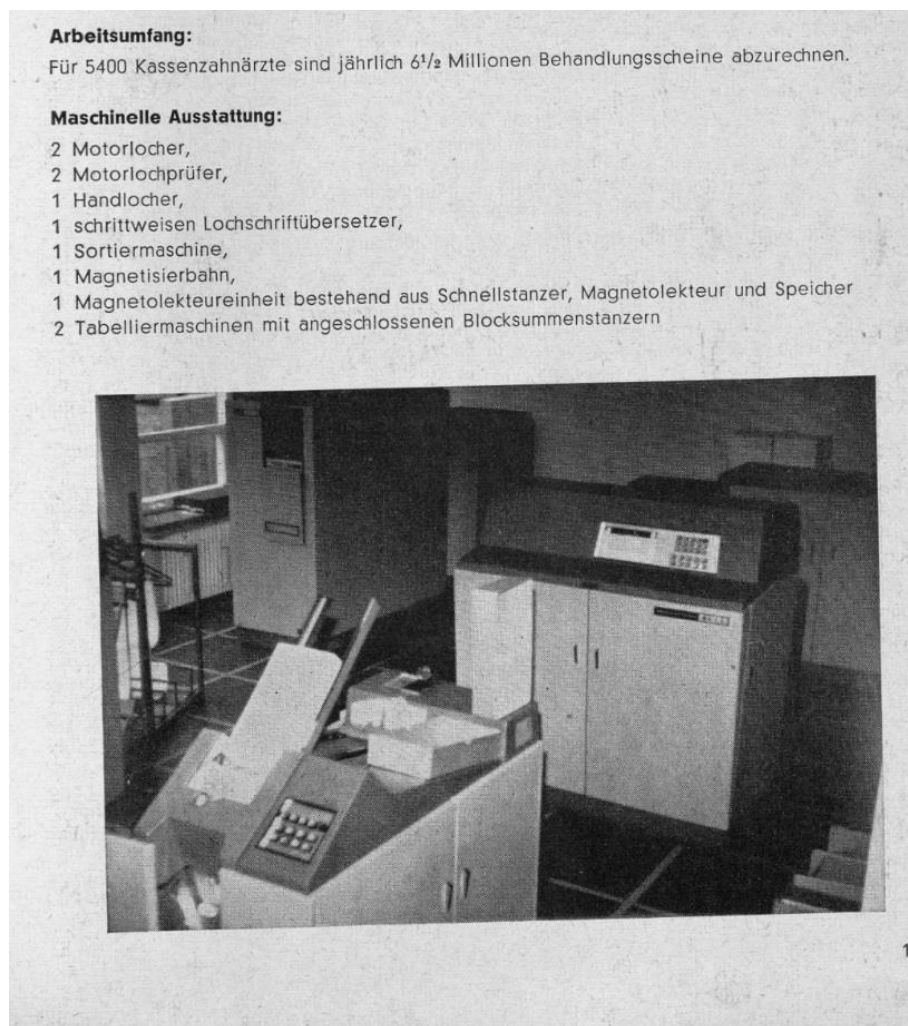 Arbeitsumfang:
Für 5400 Kassenzahnärzte sind jährlich 6½ Millionen Behandlungsscheine abzurechnen.
Maschinelle Ausstattung:
2 Motorlocher,
2 Motorlochprüfer,
1 Handlocher,
1 schrittweisen Lochschriftübersetzer,
1 Sortiermaschine,
1 Magnetisierbahn,
1 Magnetolekteureinheit bestehend aus Schnellstanzer, Magnetolekteur und Speicher
2 Tabelliermaschinen mit angeschlossenen Blocksummenstanzern